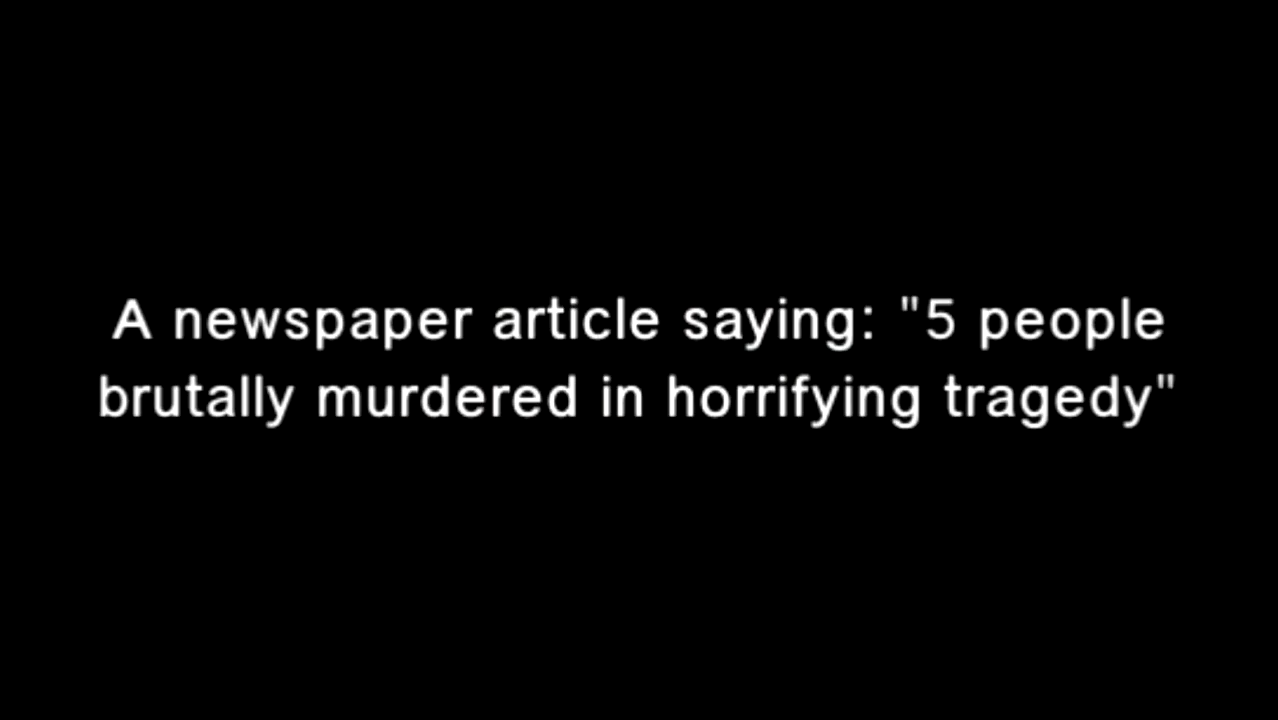 A newspaper article saying: "5 people
brutally murdered in horrifying tragedy"